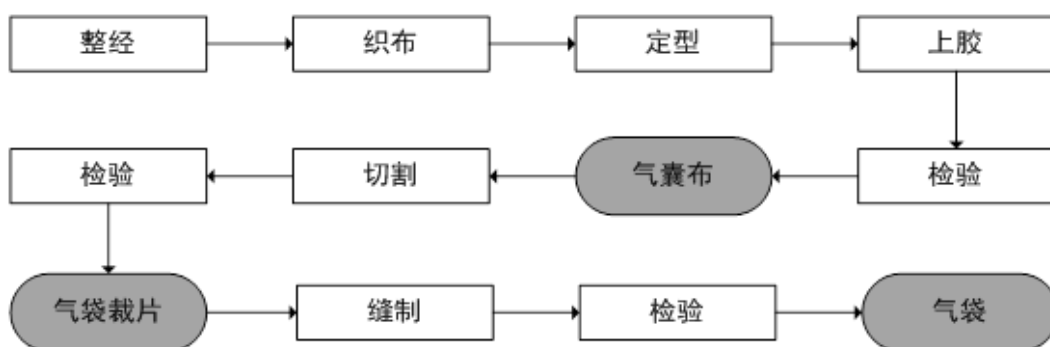 整经 织布 定型 上胶
检验 切割 气囊布 检验
气袋裁片 缝制 检验 气袋